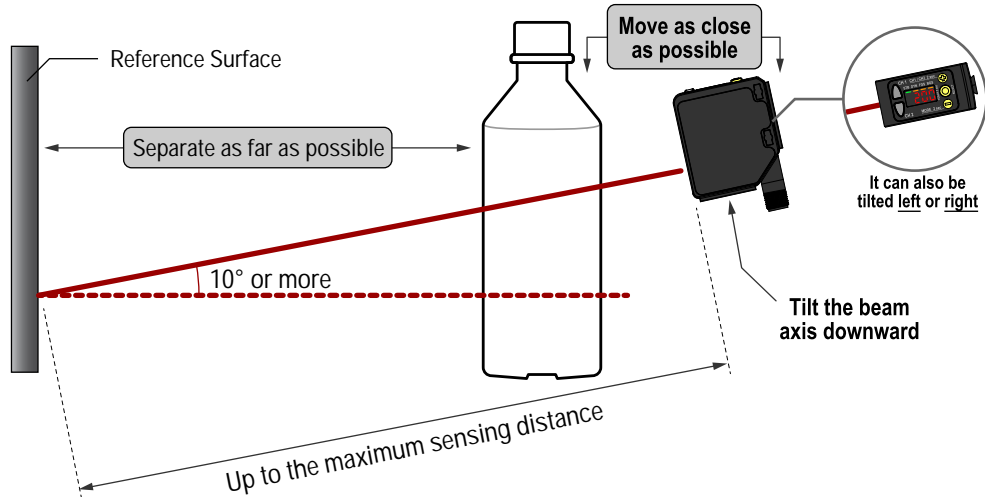 Reference Surface
Move as close
as possible
Separate as far as possible
It can also be
tilted left or right
10° or more
Tilt the beam
axis downward
Up to the maximum sensing distance